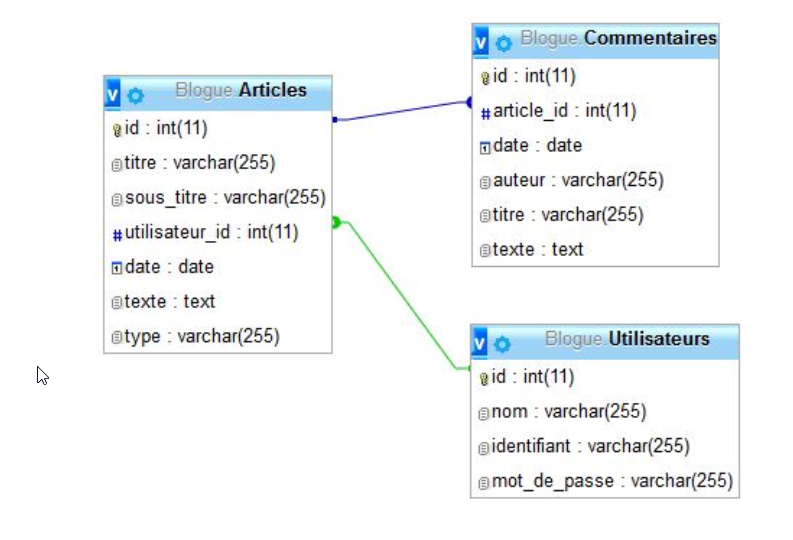 v Blogue.Articles
id : int(11)
titre : varchar(255)
sous_titre : varchar(255)
# utilisateur_id : int(11)
date : date
texte : text
type : varchar(255)
v Blogue.Commentaires
id : int(11)
# article_id : int(11)
date : date
auteur : varchar(255)
titre : varchar(255)
texte : text
v Blogue.Utilisateurs
id : int(11)
nom : varchar(255)
identifiant : varchar(255)
mot_de_passe : varchar(255)